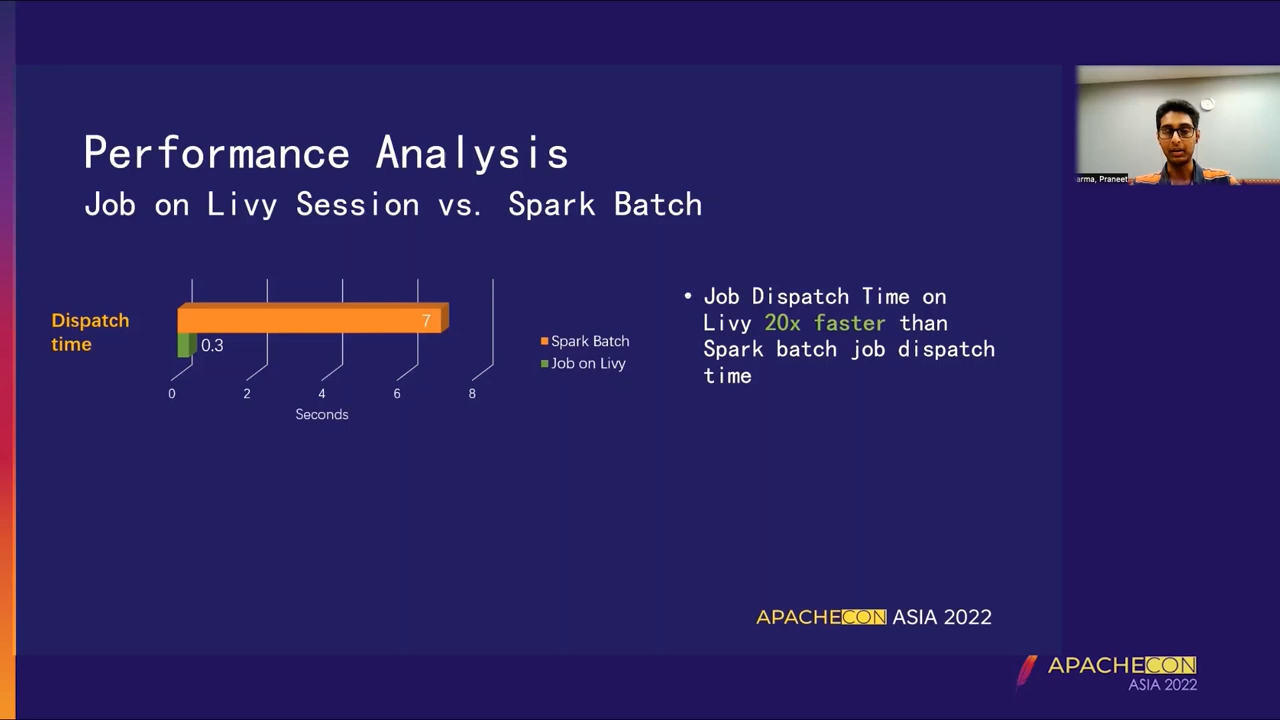 Performance Analysis
Job on Livy Session vs. Spark Batch
Dispatch
time
7
0.3
0
2
4
6
8
Seconds
Spark Batch
Job on Livy
• Job Dispatch Time on
Livy 20x faster than
Spark batch job dispatch
time
arma, Praneet
APACHECON ASIA 2022
APACHECON
ASIA 2022